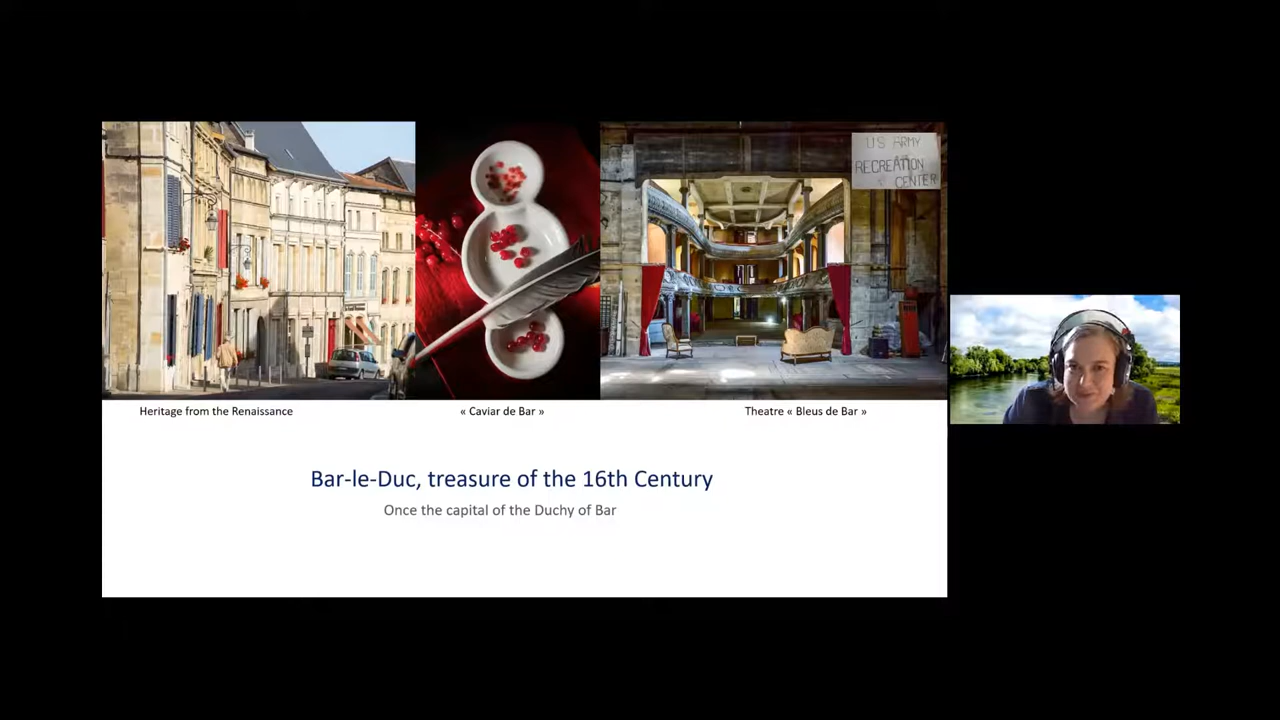 US ARMY
RECREATION
CENTER
Heritage from the Renaissance
« Caviar de Bar »
Theatre « Bleus de Bar »
Bar-le-Duc, treasure of the 16th Century
Once the capital of the Duchy of Bar